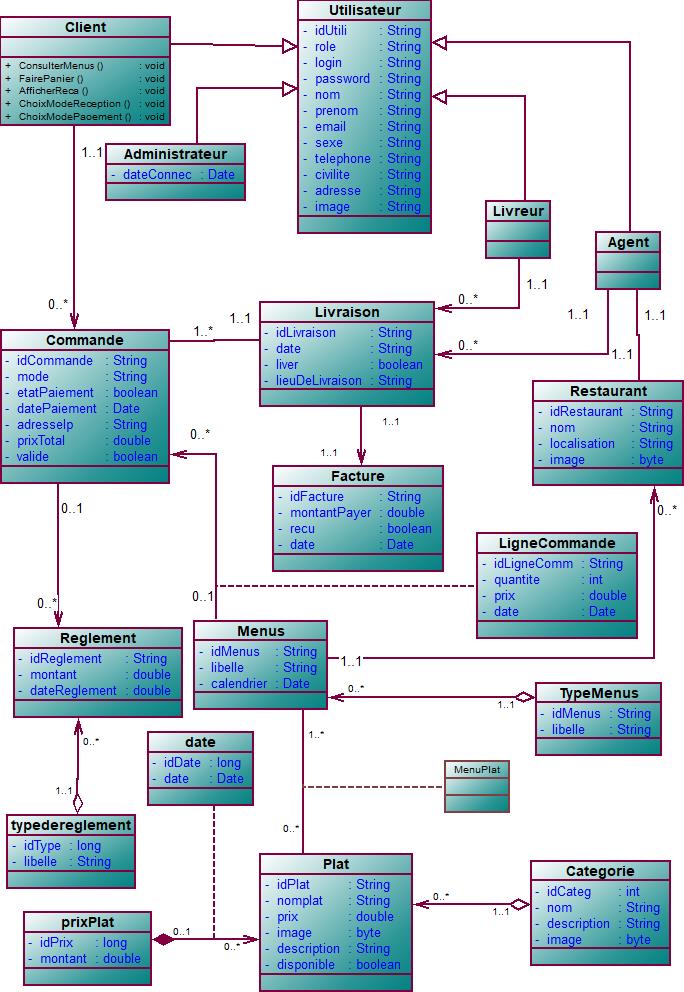 Client
+ ConsulterMenus () : void
+ FairePanier () : void
+ AfficherReca () : void
+ ChoixModeReception () : void
+ ChoixModePaoement () : void
Utilisateur
- idUtili : String
- role : String
- login : String
- password : String
- nom : String
- prenom : String
- email : String
- sexe : String
- telephone : String
- civilite : String
- adresse : String
- image : String
Administrateur
- dateConnec : Date
Livreur
Agent
1..1
0..*
1..1
0..*
1..1
0..*
1..1
1..1
1..*
1..1
Commande
- idCommande : String
- mode : String
- etatPaiement : boolean
- datePaiement : Date
- adresseIp : String
- prixTotal : double
- valide : boolean
Livraison
- idLivraison : String
- date : String
- liver : boolean
- lieuDeLivraison : String
Restaurant
- idRestaurant : String
- nom : String
- localisation : String
- image : byte
1..1
1..1
0..*
Facture
- idFacture : String
- montantPayer : double
- recu : boolean
- date : Date
0..1
0..*
0..*
LigneCommande
- idLigneComm : String
- quantite : int
- prix : double
- date : Date
0..1
Reglement
- idReglement : String
- montant : double
- dateReglement : double
Menus
- idMenus : String
- libelle : String
- calendrier : Date
1..1
0..*
1..1
TypeMenus
- idMenus : String
- libelle : String
0..*
1..1
date
- idDate : long
- date : Date
1..*
0..*
MenuPlat
typedereglement
- idType : long
- libelle : String
Plat
- idPlat : String
- nomplat : String
- prix : double
- image : byte
- description : String
- disponible : boolean
0..*
1..1
Categorie
- idCateg : int
- nom : String
- description : String
- image : byte
prixPlat
- idPrix : long
- montant : double
0..1
0..*